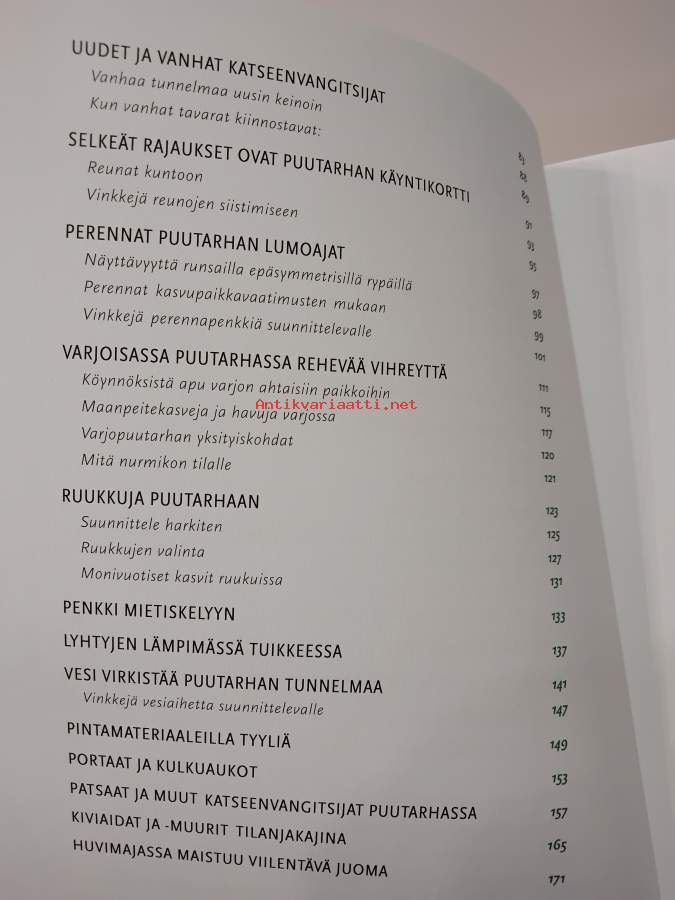 UUDET JA VANHAT KATSEENVANGITSIJAT 83
Vanhaa tunnelmaa uusin keinoin 88
Kun vanhat tavarat kiinnostavat: 89
SELKEÄT RAJAUKSET OVAT PUUTARHAN KÄYNTIKORTTI 91
Reunat kuntoon 93
Vinkkejä reunojen siistimiseen 95
PERENNAT PUUTARHAN LUMOAJAT 97
Näyttävyyttä runsailla epäsymmetrisillä rypäillä 98
Perennat kasvupaikkavaatimusten mukaan 99
Vinkkejä perennapenkkiä suunnittelevalle 101
VARJOISASSA PUUTARHASSA REHEVÄÄ VIHREYTTÄ 111
Köynnöksistä apu varjon ahtaisiin paikkoihin 115
Antikvariaatti.net
Maanpeitekasveja ja havuja varjossa 117
Varjopuutarhan yksityiskohdat 120
Mitä nurmikon tilalle 121
RUUKKUJA PUUTARHAAN 123
Suunnittele harkiten 125
Ruukkujen valinta 127
Monivuotiset kasvit ruukuissa 131
PENKKI MIETISKELYYN 133
LYHTYJEN LÄMPIMÄSSÄ TUIKKEESSA 137
VESI VIRKISTÄÄ PUUTARHAN TUNNELMAA 141
Vinkkejä vesiaihetta suunnittelevalle 147
PINTAMATERIAALEILLA TYYLIÄ 149
PORTAAT JA KULKUAUKOT 153
PATSAAT JA MUUT KATSEENVANGITSIJAT PUUTARHASSA 157
KIVIAIDAT JA -MUURIT TILANJAKAJINA 165
HUVIMAJASSA MAISTUU VIILENTÄVÄ JUOMA 171